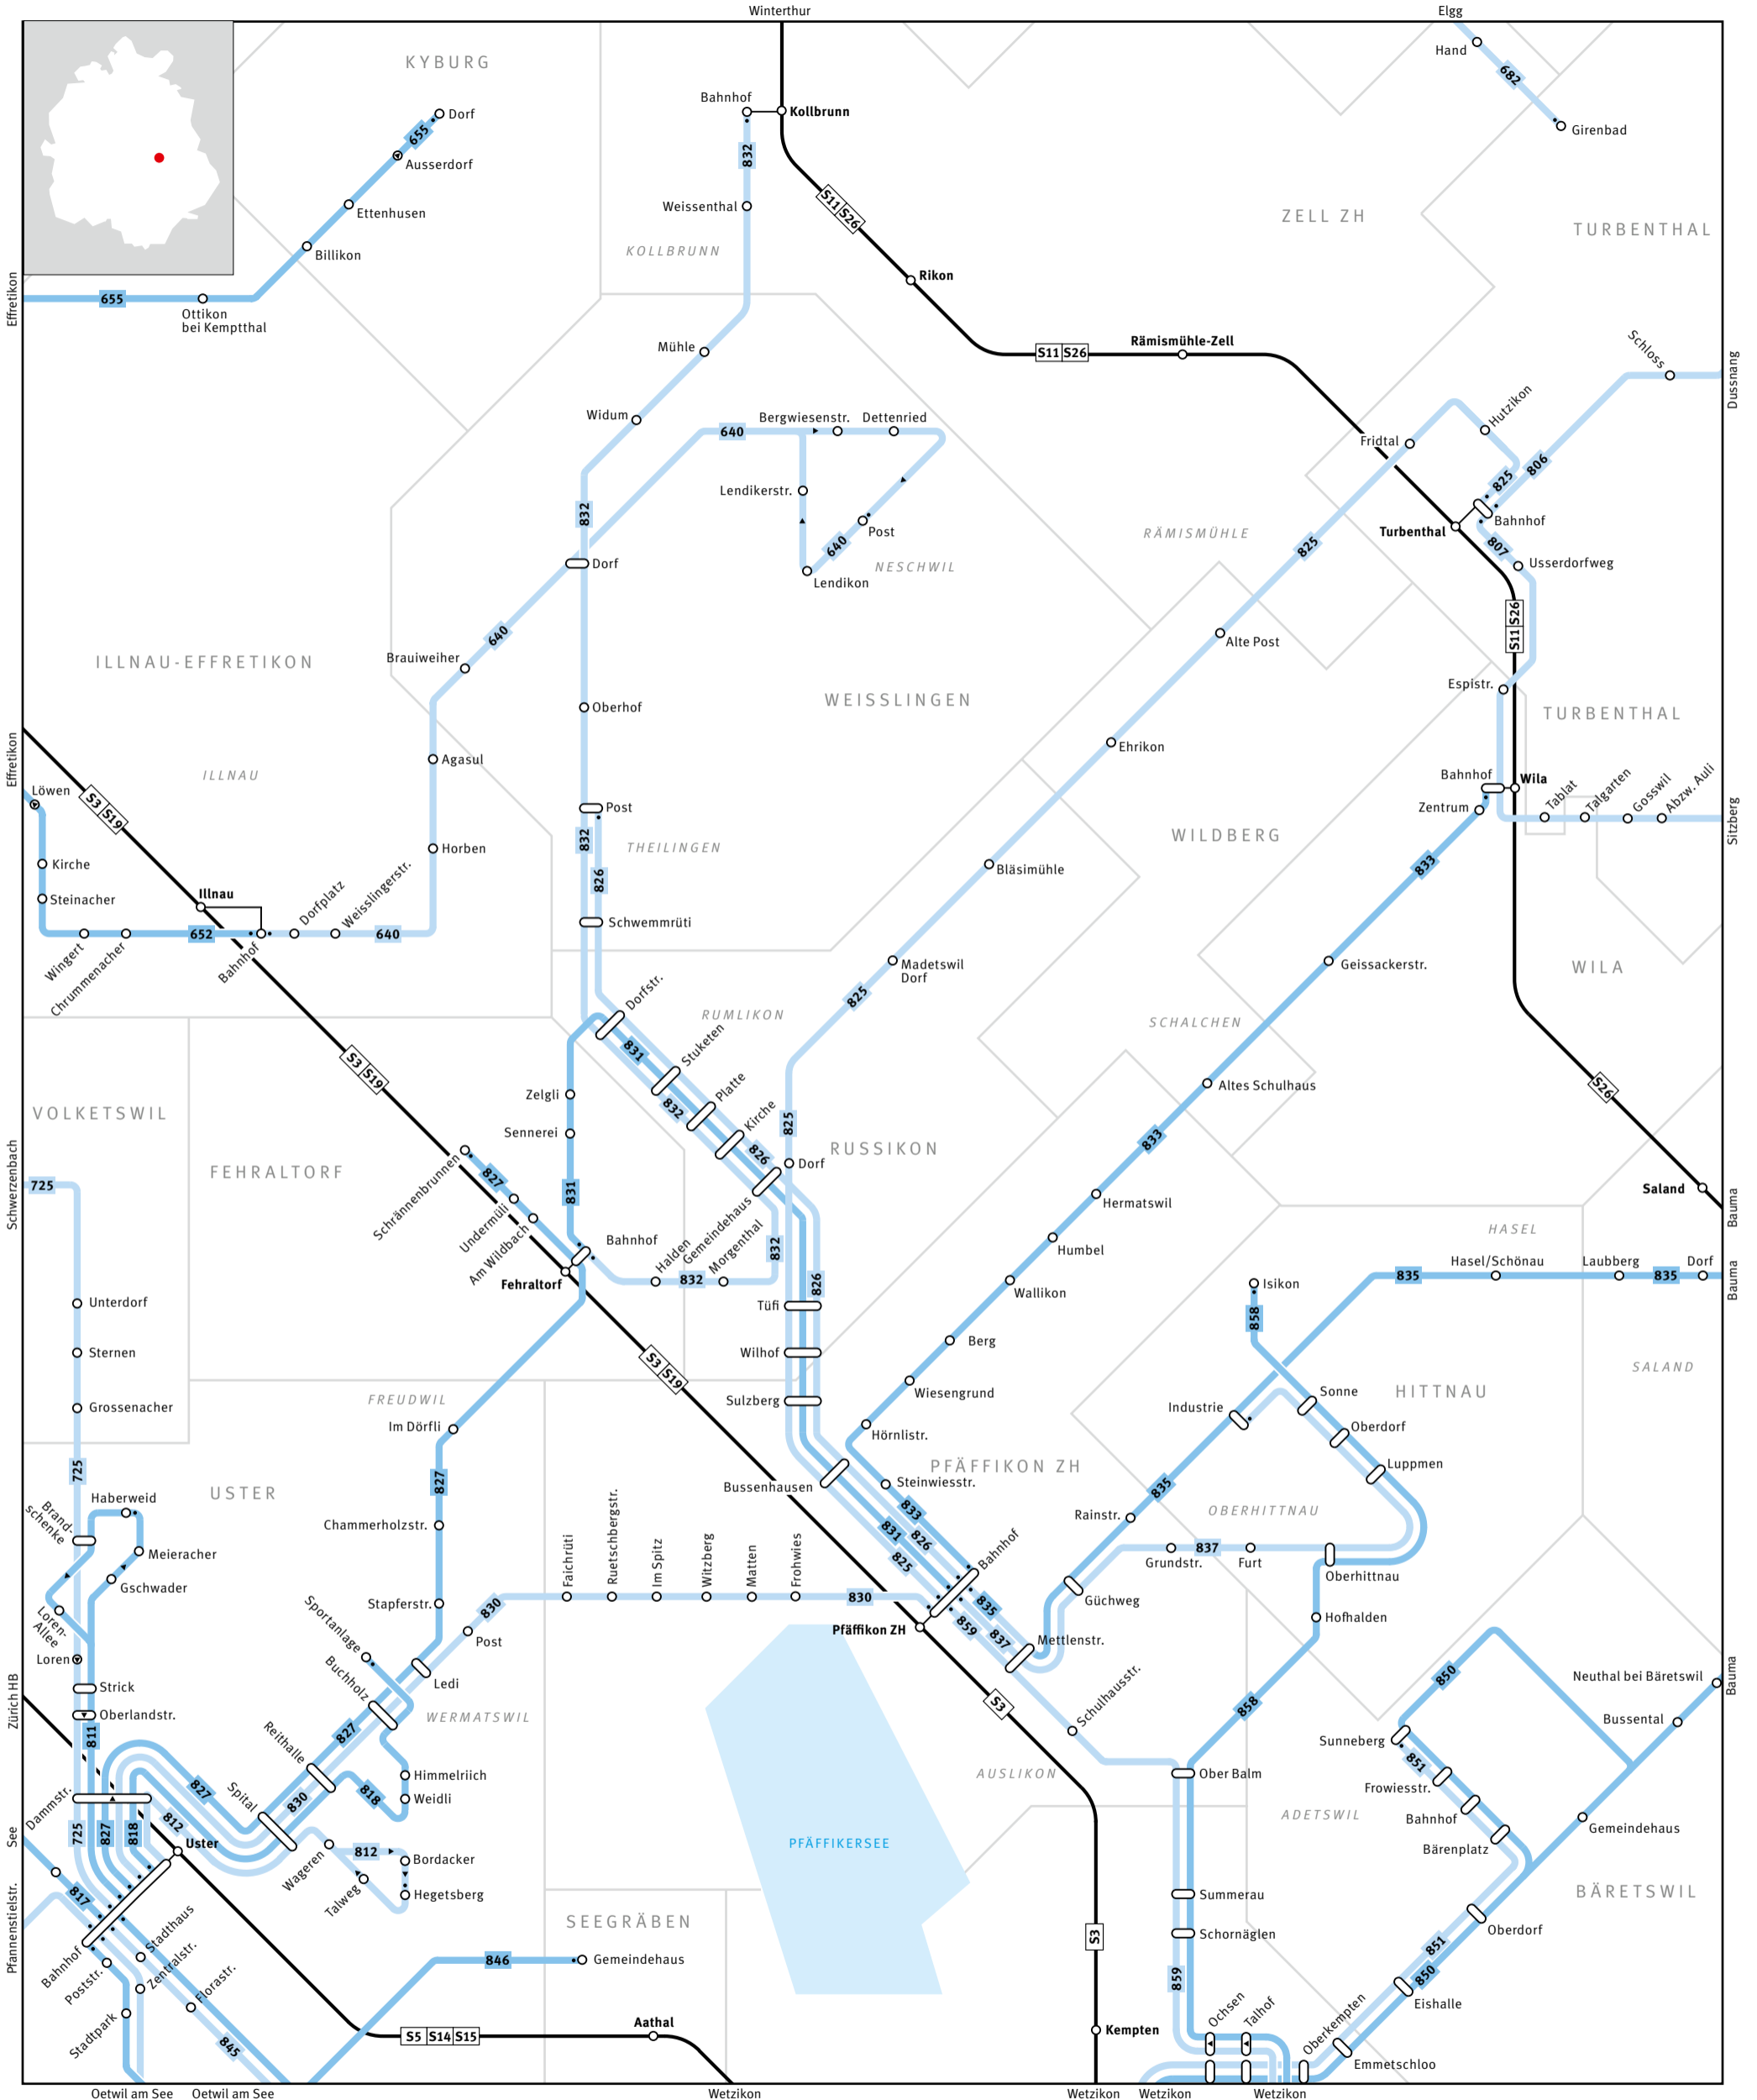 Winterthur
Elgg
Hand
682
Girenbad
KYBURG
Dorf
655
Ausserdorf
Ettenhusen
Billikon
Effretikon
655
Ottikon
bei Kemptthal
Bahnhof
Kollbrunn
832
Weissenthal
KOLLBRUNN
S11 S26
Rikon
ZELL ZH
TURBENTHAL
Mühle
S11 S26
Rämismühle-Zell
Schloss
Dussnang
Widum
640
Bergwiesenstr.
Dettenried
Hutzikon
Fridtal
806
825
Lendikerstr.
832
Post
640
Lendikon
NESCHWIL
RÄMISMÜHLE
825
Turbenthal
Bahnhof
807
Usserdorfweg
Dorf
640
S11 S26
Brauiweiher
ILLNAU-EFFRETIKON
Alte Post
Espistr.
WEISSLINGEN
Oberhof
TURBENTHAL
Effretikon
Agasul
Ehrikon
ILLNAU
Löwen
S3 S19
Bahnhof
Wila
Zentrum
Tablat
Talgarten
Gosswil
Abzw. Auli
Sitzberg
Post
832
THEILINGEN
826
WILDBERG
Kirche
Horben
Bläsimühle
833
Steinacher
Illnau
Dorfplatz
Weisslingerstr.
Schwemmrüti
652
640
Wingert
Chrummenacher
Bahnhof
Madetswil
Dorf
Geissackerstr.
WILA
825
Dorfstr.
RUMLIKON
SCHALCHEN
831
Stuketen
S3 S19
Altes Schulhaus
S26
Zelgli
832
Platte
VOLKETSWIL
Sennerei
Kirche
825
833
826
RUSSIKON
Schwerzenbach
FEHRALTORF
Schrännenbrunnen
827
831
Dorf
725
Undermüli
Am Wildbach
Bahnhof
Halden
Gemeindehaus
Morgenthal
832
832
Hermatswil
Saland
Bauma
Humbel
HASEL
Fehraltorf
826
Wallikon
Isikon
835
Hasel/Schönau
Laubberg
835
Dorf
Bauma
Unterdorf
Tüfi
858
Sternen
Wilhof
Berg
S3 S19
SALAND
Wiesengrund
Grossenacher
FREUDWIL
Sulzberg
Sonne
HITTNAU
Im Dörfli
Industrie
Hörnlistr.
Oberdorf
725
827
Bussenhausen
PFÄFFIKON ZH
Luppmen
USTER
Steinwiesstr.
835
Haberweid
Brand-
schenke
833
OBERHITTNAU
Chammerholzstr.
826
831
825
Rainstr.
Meieracher
Gschwader
Faichrüti
Ruetschbergstr.
Im Spitz
Witzberg
Matten
Frohwies
Bahnhof
837
Grundstr.
Furt
Oberhittnau
Loren-
Allee
Sportanlage
Stapferstr.
830
830
835
Güchweg
Hofhalden
859
837
Loren
Post
Pfäffikon ZH
Mettlenstr.
Strick
Buchholz
Ledi
Oberlandstr.
Zürich HB
WERMATSWIL
S3
Schulhausstr.
858
850
Neuthal bei Bäretswil
Bauma
Bussental
811
827
Reithalle
Sunneberg
851
Himmelriich
AUSLIKON
Ober Balm
Frowiesstr.
Dammstr.
827
Spital
830
818
Weidli
ADETSWIL
Bahnhof
Gemeindehaus
See
725
827
818
812
PFÄFFIKERSEE
Bärenplatz
Uster
Wageren
812
Bordacker
817
Talweg
Hegetsberg
Summerau
BÄRETSWIL
Pfannenstielstr.
SEEGRÄBEN
Stadthaus
Schornäglen
Oberdorf
Bahnhof
Poststr.
Zentralstr.
846
Gemeindehaus
S3
851
859
850
Florastr.
Eishalle
Stadtpark
845
S5 S14 S15
Aathal
Kempten
Ochsen
Talhof
Oberkempten
Emmetschloo
Oetwil am See
Oetwil am See
Wetzikon
Wetzikon
Wetzikon
Wetzikon